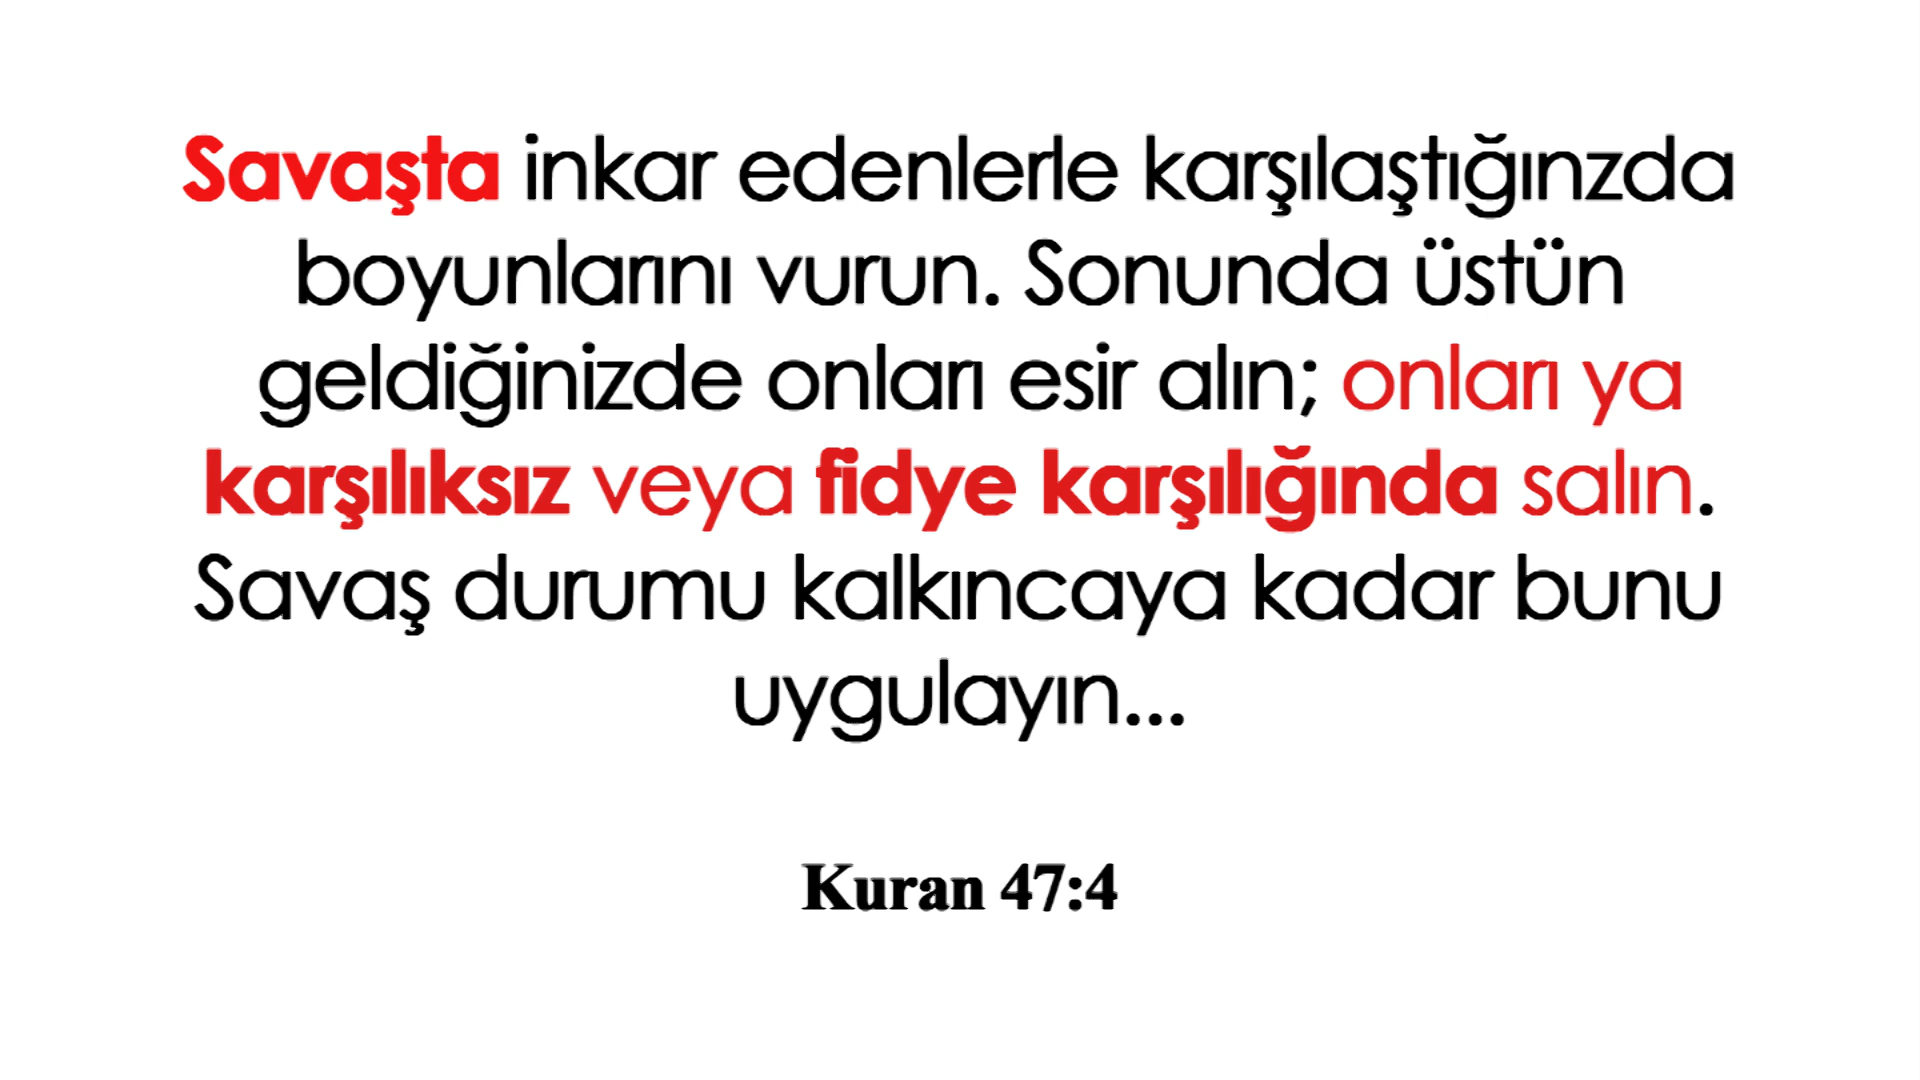 Savaşta inkar edenlerle karşılaştığınzda
boyunlarını vurun. Sonunda üstün
geldiğinizde onları esir alın; onları ya
karşılıksız veya fidye karşılığında salın.
Savaş durumu kalkıncaya kadar bunu
uygulayın...
Kuran 47:4